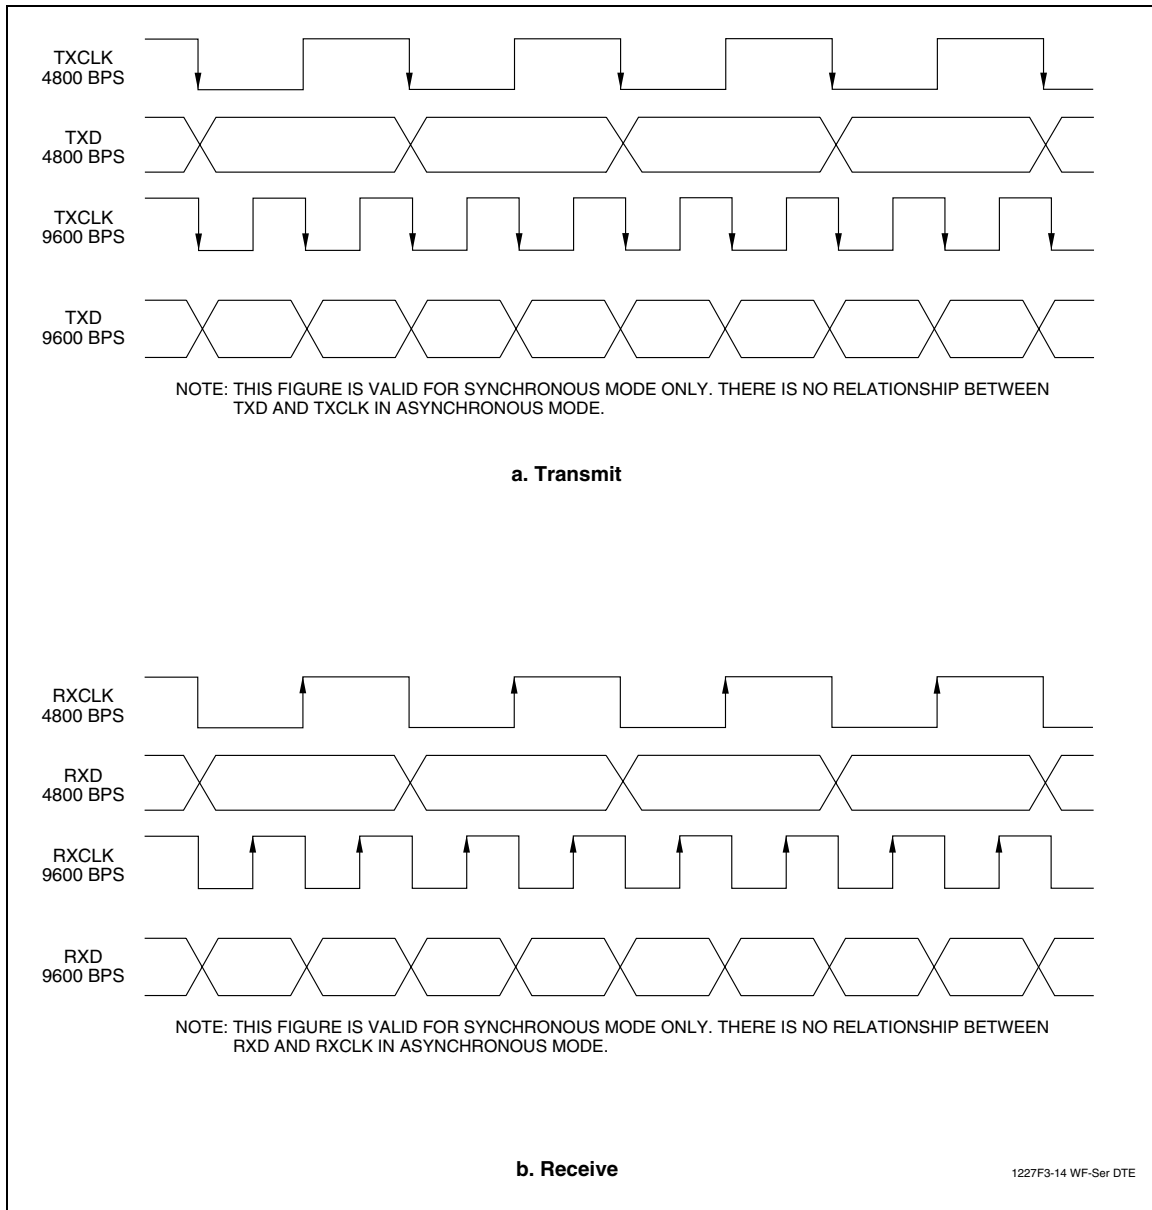 TXCLK
4800 BPS
TXD
4800 BPS
TXCLK
9600 BPS
TXD
9600 BPS
NOTE: THIS FIGURE IS VALID FOR SYNCHRONOUS MODE ONLY. THERE IS NO RELATIONSHIP BETWEEN
TXD AND TXCLK IN ASYNCHRONOUS MODE.
a. Transmit
RXCLK
4800 BPS
RXD
4800 BPS
RXCLK
9600 BPS
RXD
9600 BPS
NOTE: THIS FIGURE IS VALID FOR SYNCHRONOUS MODE ONLY. THERE IS NO RELATIONSHIP BETWEEN
RXD AND RXCLK IN ASYNCHRONOUS MODE.
b. Receive
1227F3-14 WF-Ser DTE